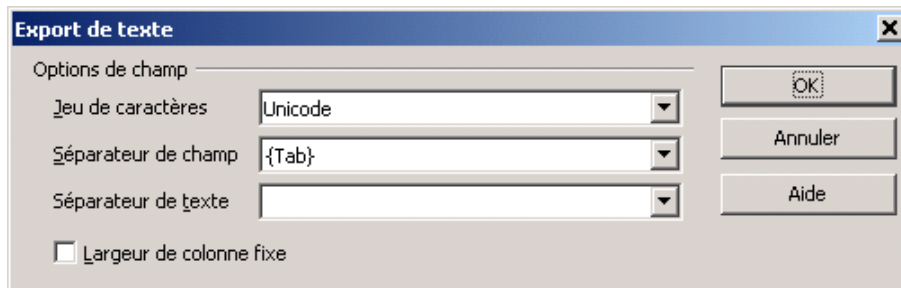 Export de texte
Options de champ
Jeu de caractères Unicode
Séparateur de champ {Tab}
Séparateur de texte
Largeur de colonne fixe
OK
Annuler
Aide